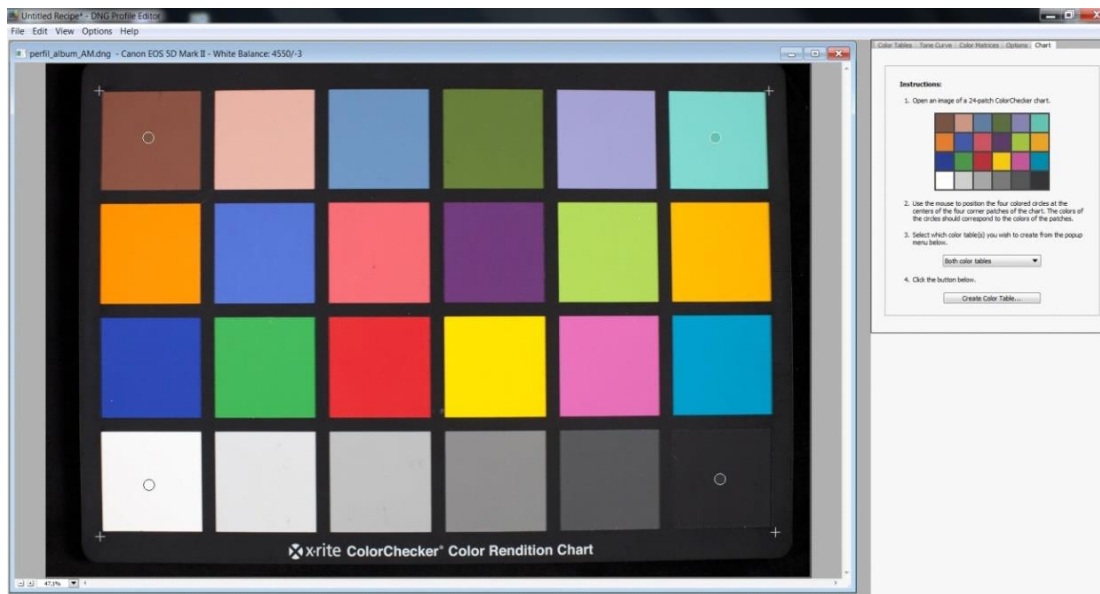 Untitled Recipe* - DNG Profile Editor
File Edit View Options Help
perfil_album_AM.dng - Canon EOS 5D Mark II - White Balance: 4550/-3
Color Tables Tone Curve Color Matrices Options Chart
Instructions:
1. Open an image of a 24-patch ColorChecker chart.
2. Use the mouse to position the four colored circles at the
centers of the four corner patches of the chart. The colors of
the circles should correspond to the colors of the patches.
3. Select which color table(s) you wish to create from the popup
menu below.
Both color tables
4. Click the button below.
Create Color Table...
x-rite ColorChecker® Color Rendition Chart
47,1%